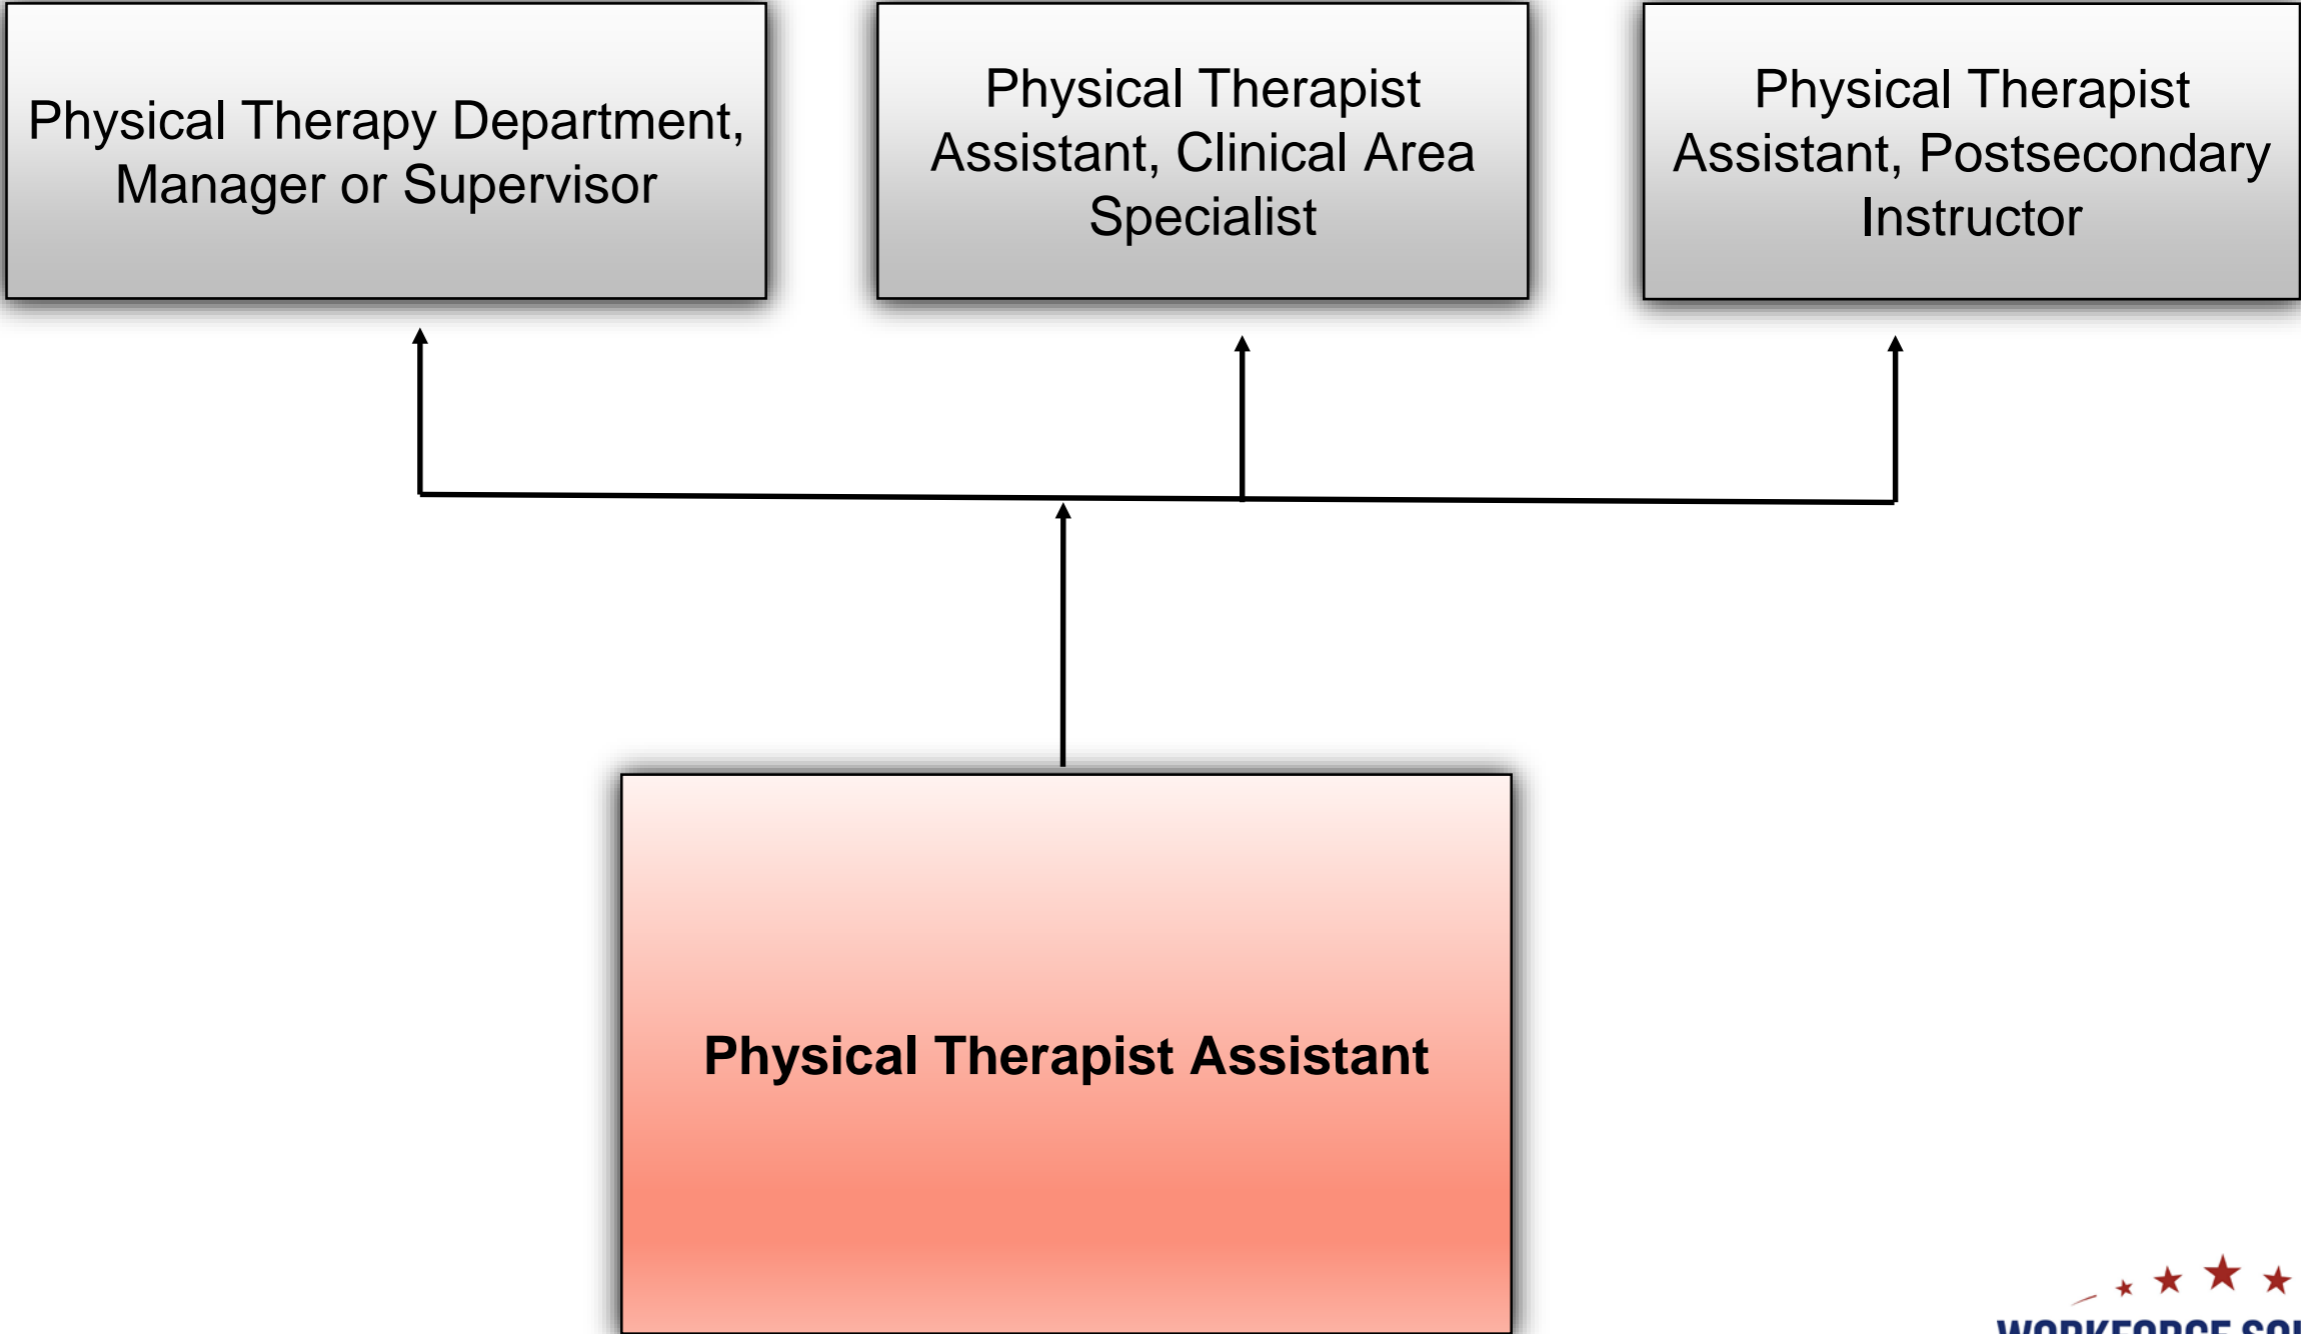 Physical Therapy Department,
Manager or Supervisor
Physical Therapist
Assistant, Clinical Area
Specialist
Physical Therapist
Assistant, Postsecondary
Instructor
Physical Therapist Assistant
WORKFORCE